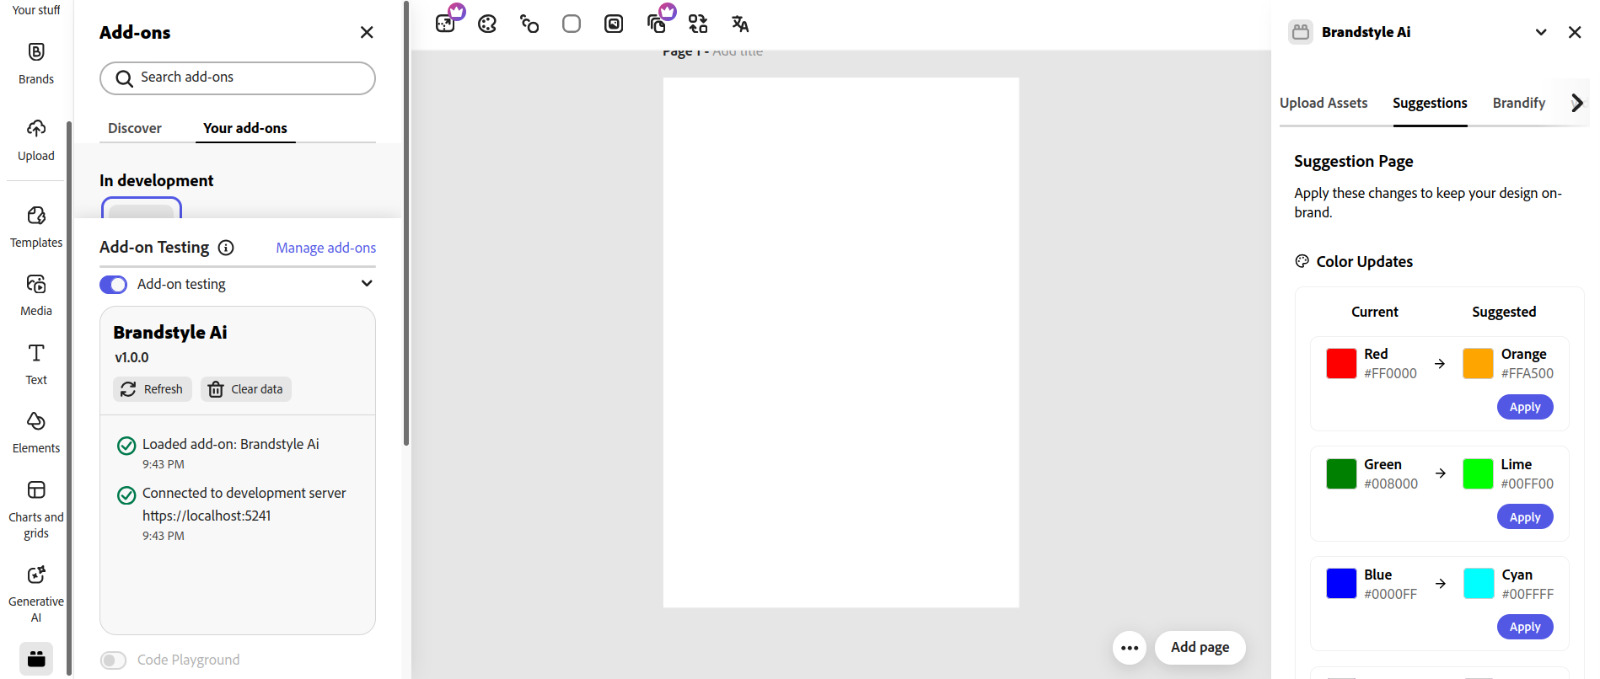 Your stuff
Brands
Upload
Templates
Media
Text
Elements
Charts and
grids
Generative
AI
Add-ons
Search add-ons
Discover
Your add-ons
In development
Add-on Testing
Manage add-ons
Add-on testing
Brandstyle Ai
v1.0.0
Refresh
Clear data
Loaded add-on: Brandstyle Ai
9:43 PM
Connected to development server
https://localhost:5241
9:43 PM
Code Playground
Page 1 - Add title
Add page
Brandstyle Ai
Upload Assets
Suggestions
Brandify
Suggestion Page
Apply these changes to keep your design on-
brand.
Color Updates
Current
Suggested
Red
#FF0000
Orange
#FFA500
Apply
Green
#008000
Lime
#00FF00
Apply
Blue
#0000FF
Cyan
#00FFFF
Apply